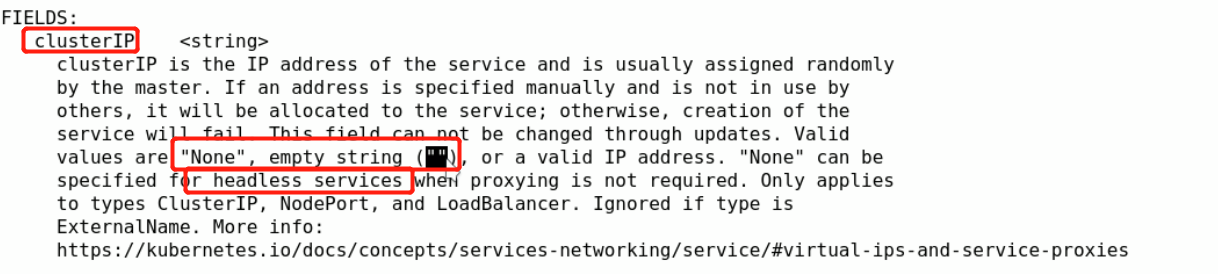 FIELDS:
clusterIP <string>
clusterIP is the IP address of the service and is usually assigned randomly
by the master. If an address is specified manually and is not in use by
others, it will be allocated to the service; otherwise, creation of the
service will fail. This field can not be changed through updates. Valid
values are "None", empty string (""), or a valid IP address. "None" can be
specified for headless services when proxying is not required. Only applies
to types ClusterIP, NodePort, and LoadBalancer. Ignored if type is
ExternalName. More info:
https://kubernetes.io/docs/concepts/services-networking/service/#virtual-ips-and-service-proxies